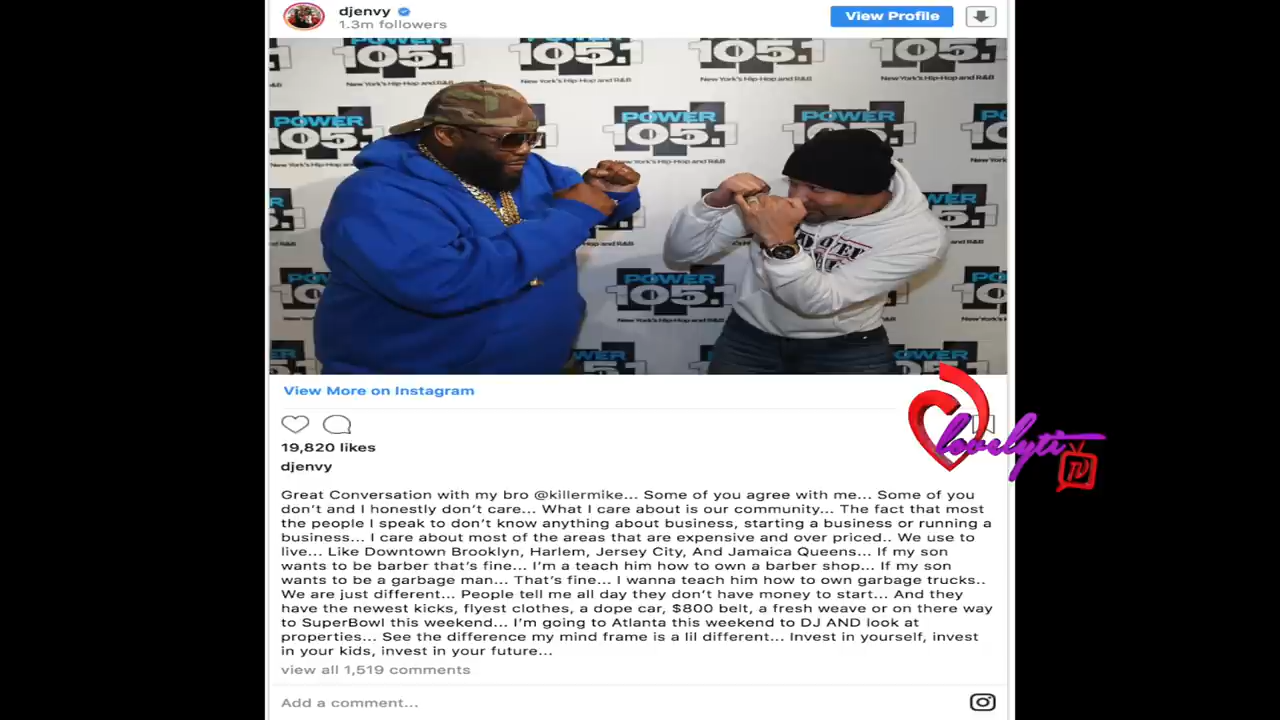 djenvy
1.3m followers
View Profile
POWER
105.1
New York's Hip-Hop and R&B
View More on Instagram
19,820 likes
djenvy
Great Conversation with my bro @killermike... Some of you agree with me... Some of you
don't and I honestly don't care... What I care about is our community... The fact that most
the people I speak to don't know anything about business, starting a business or running a
business... I care about most of the areas that are expensive and over priced.. We use to
live... Like Downtown Brooklyn, Harlem, Jersey City, And Jamaica Queens... If my son
wants to be barber that's fine... I'm a teach him how to own a barber shop... If my son
wants to be a garbage man... That's fine... I wanna teach him how to own garbage trucks..
We are just different... People tell me all day they don't have money to start... And they
have the newest kicks, flyest clothes, a dope car, $800 belt, a fresh weave or on there way
to SuperBowl this weekend... I'm going to Atlanta this weekend to DJ AND look at
properties... See the difference my mind frame is a lil different... Invest in yourself, invest
in your kids, invest in your future...
view all 1,519 comments
Add a comment...
lovelyti
TV